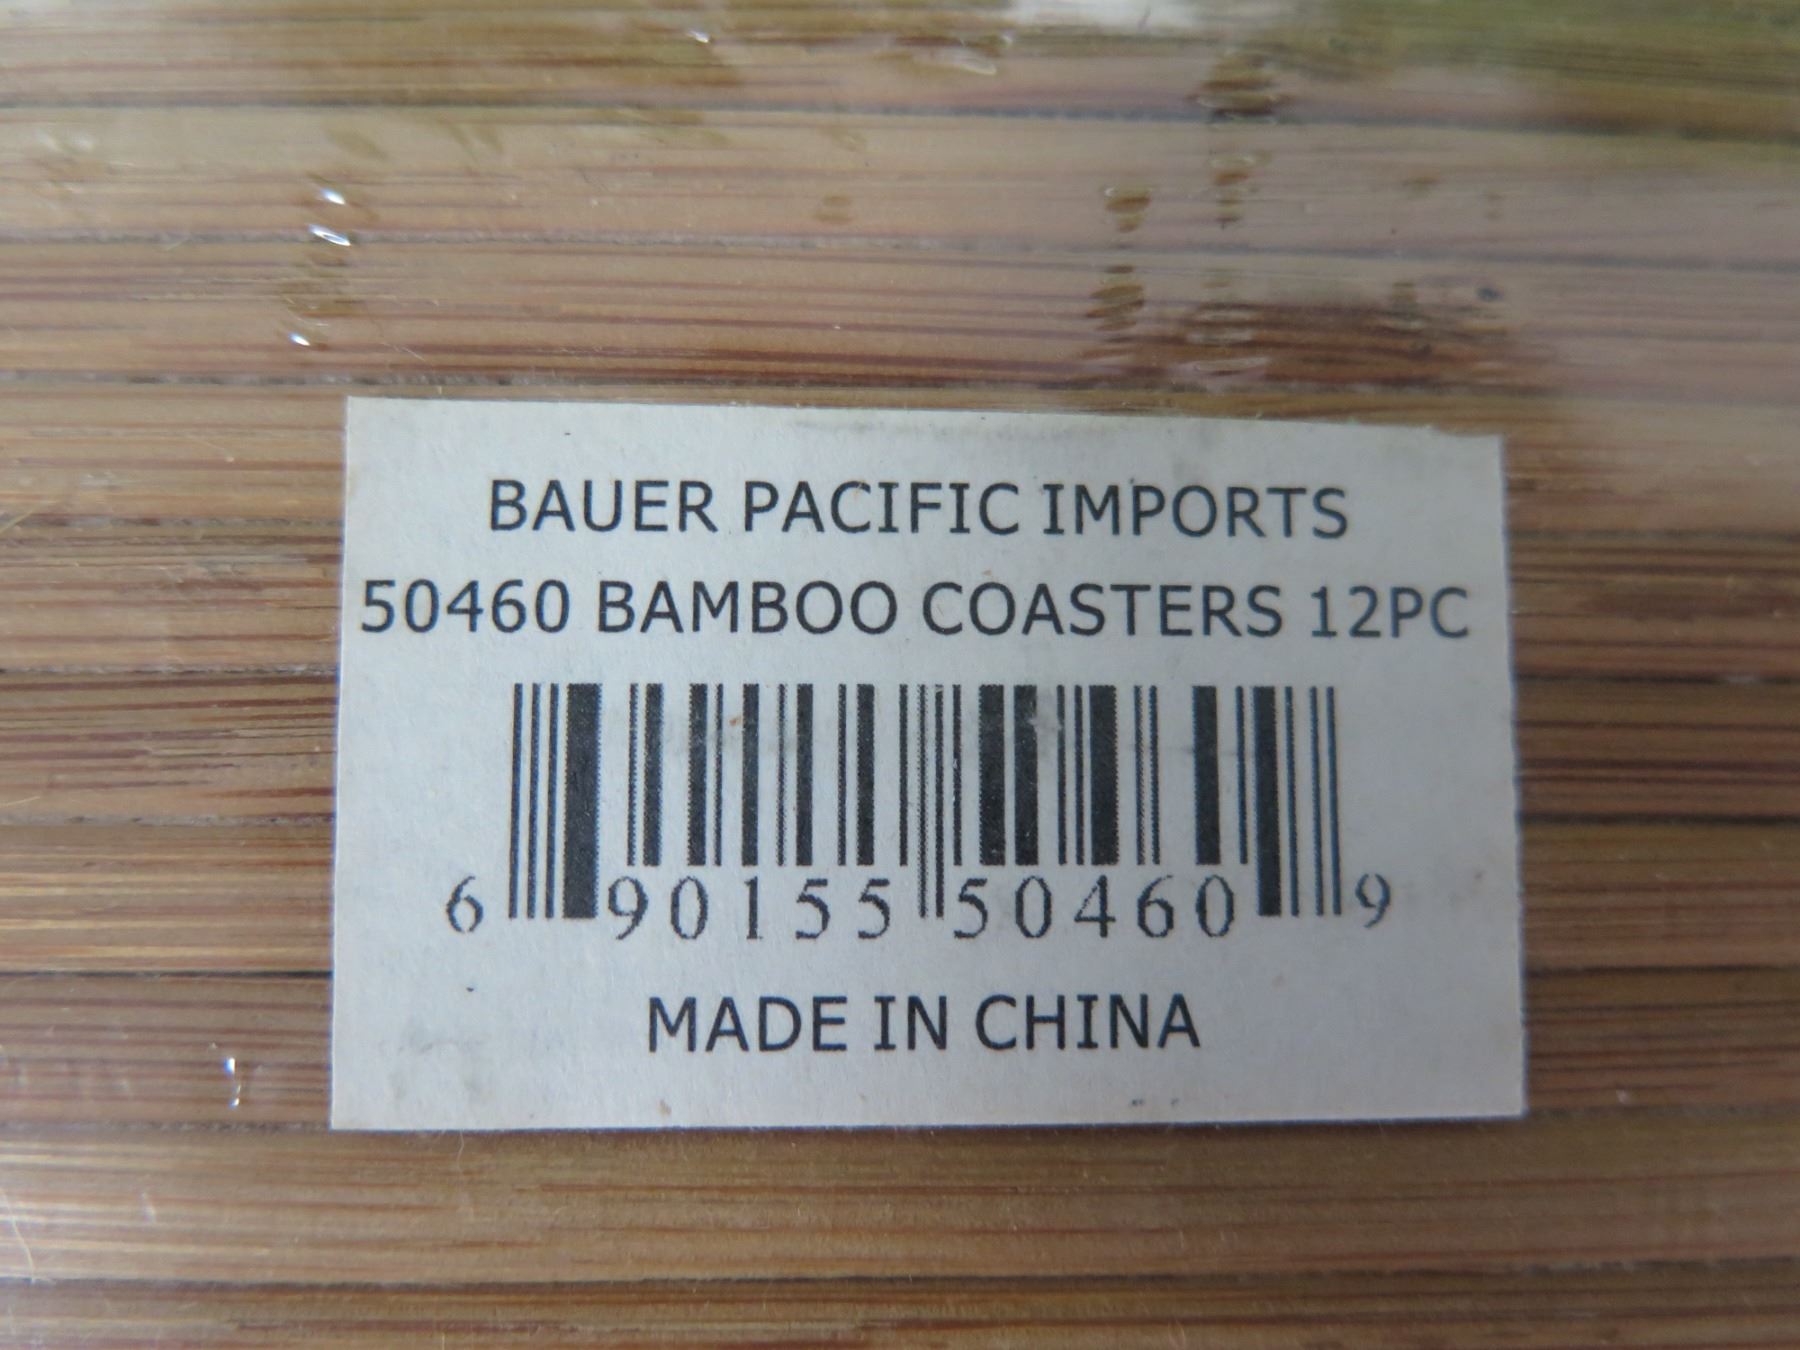 BAUER PACIFIC IMPORTS
50460 BAMBOO COASTERS 12PC
6 90155 50460 9
MADE IN CHINA